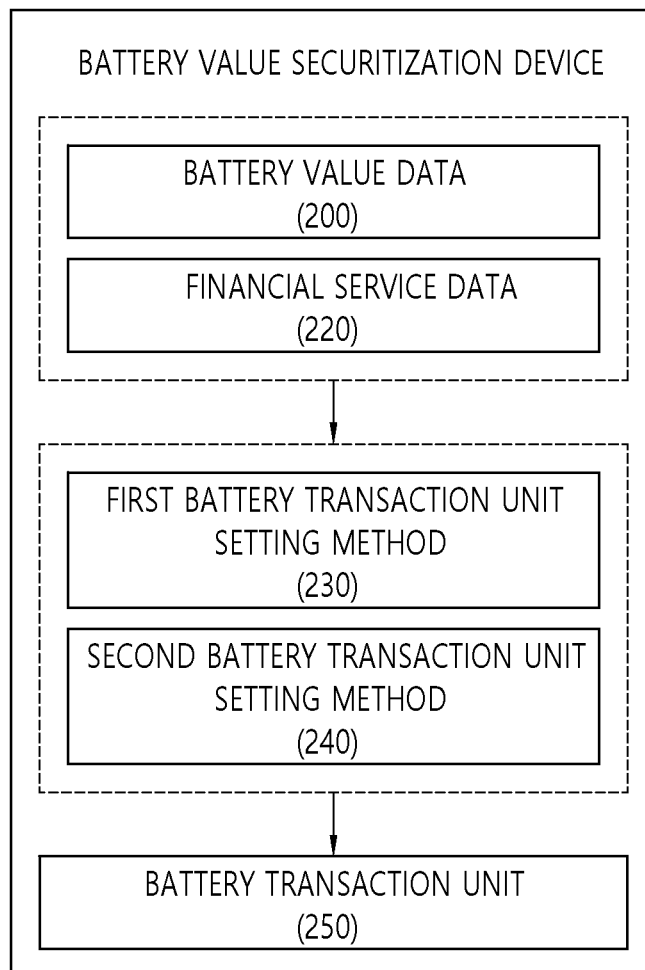 BATTERY VALUE SECURITIZATION DEVICE
BATTERY VALUE DATA
(200)
FINANCIAL SERVICE DATA
(220)
FIRST BATTERY TRANSACTION UNIT
SETTING METHOD
(230)
SECOND BATTERY TRANSACTION UNIT
SETTING METHOD
(240)
BATTERY TRANSACTION UNIT
(250)